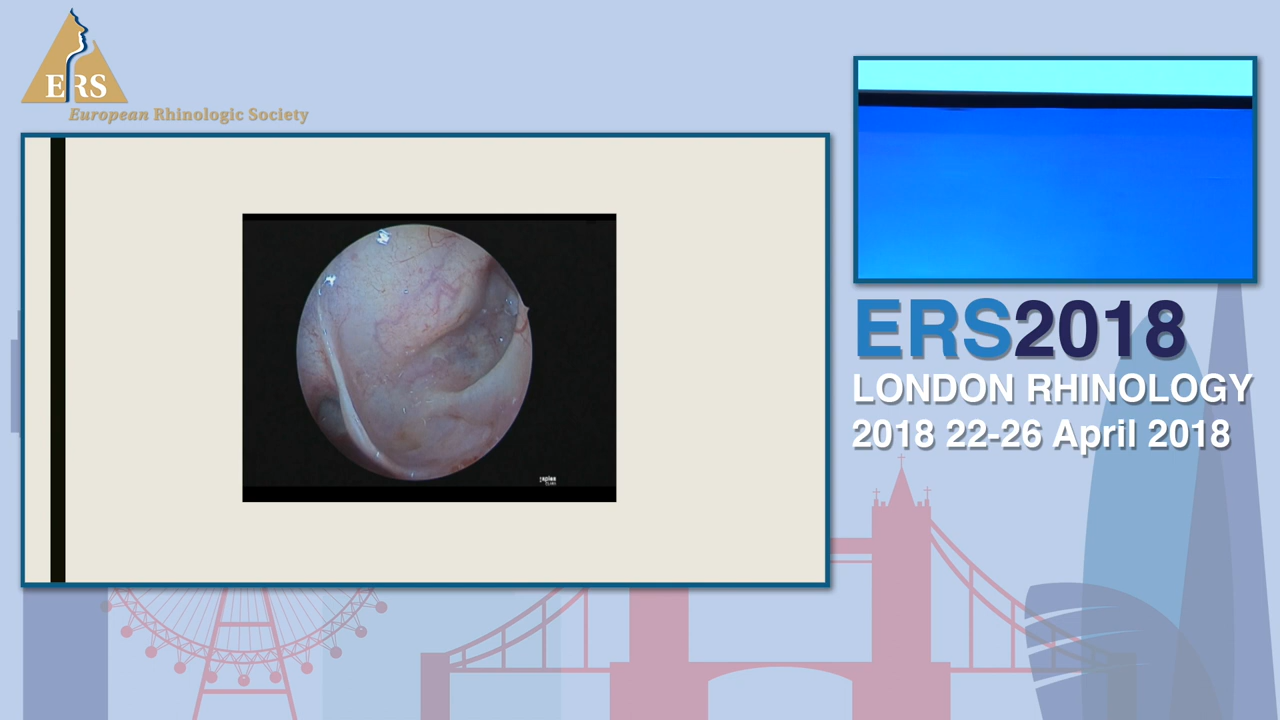 ERS
European Rhinologic Society
ERS2018
LONDON RHINOLOGY
2018 22-26 April 2018